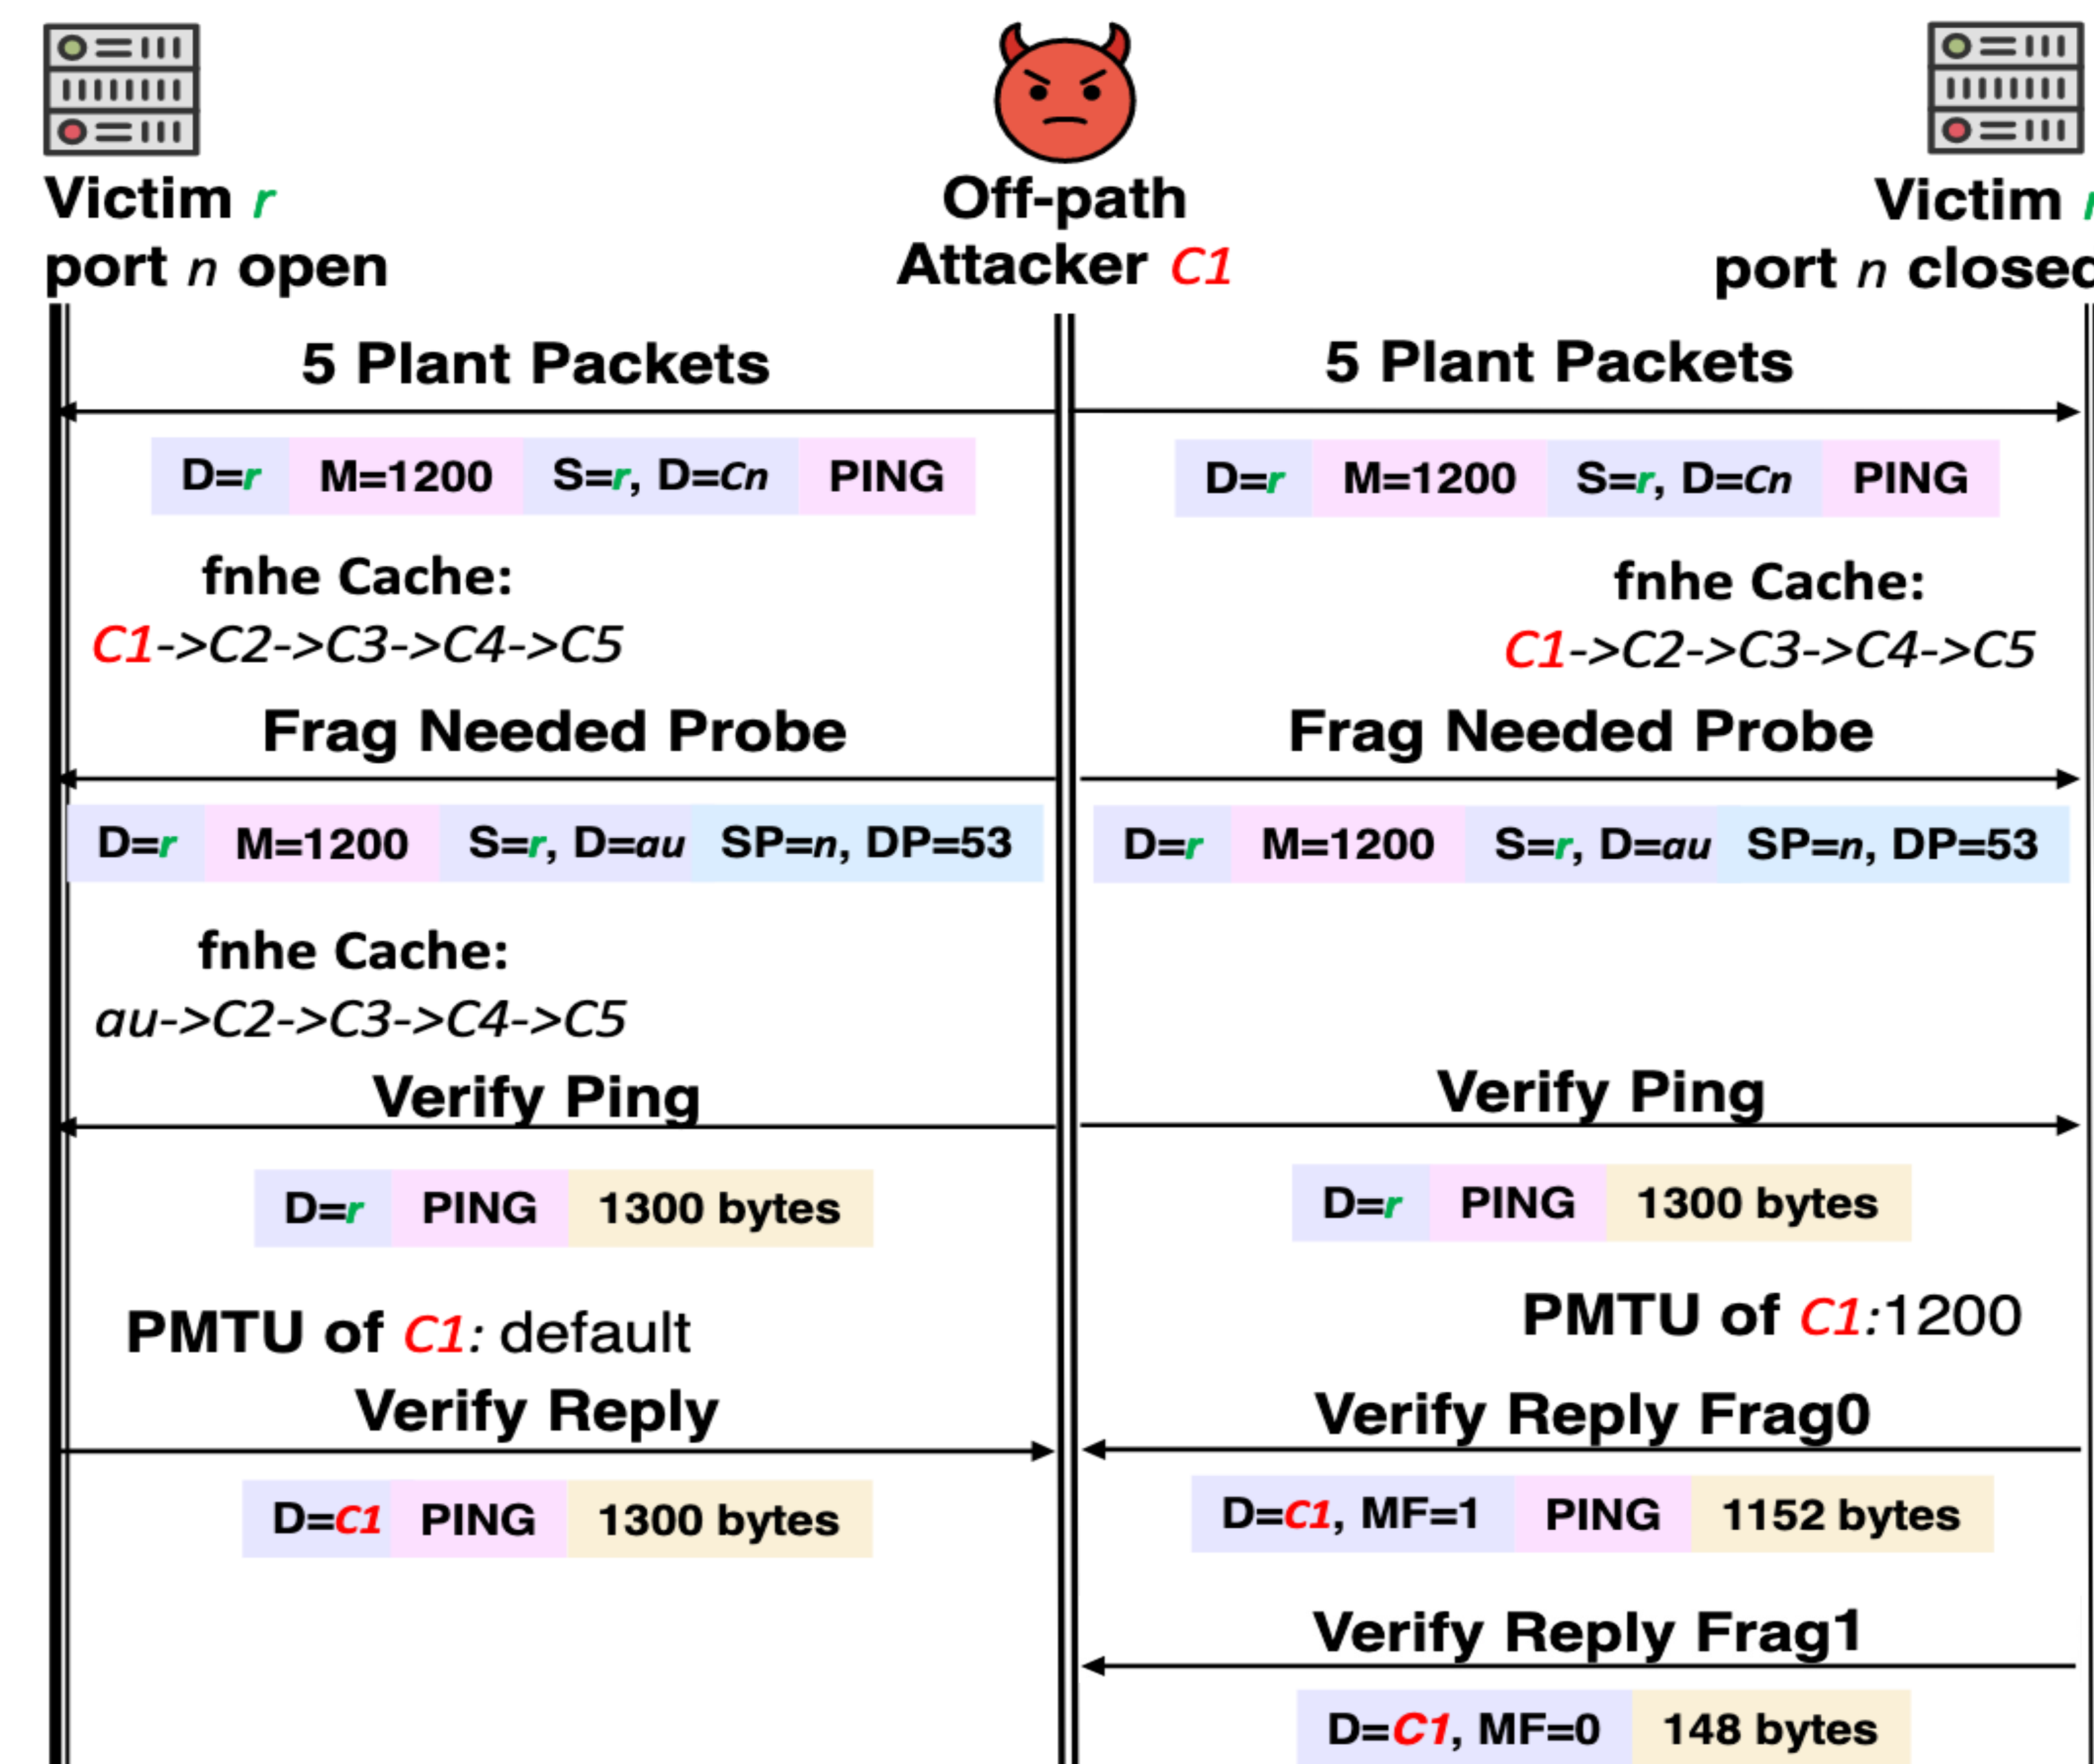 Victim r
port n open
Off-path
Attacker C1
Victim r
port n closed
5 Plant Packets
5 Plant Packets
D=r M=1200 S=r, D=Cn PING
D=r M=1200 S=r, D=Cn PING
fnhe Cache:
C1->C2->C3->C4->C5
fnhe Cache:
C1->C2->C3->C4->C5
Frag Needed Probe
Frag Needed Probe
D=r M=1200 S=r, D=au SP=n, DP=53
D=r M=1200 S=r, D=au SP=n, DP=53
fnhe Cache:
au->C2->C3->C4->C5
Verify Ping
Verify Ping
D=r PING 1300 bytes
D=r PING 1300 bytes
PMTU of C1: default
PMTU of C1:1200
Verify Reply
Verify Reply Frag0
D=C1 PING 1300 bytes
D=C1, MF=1 PING 1152 bytes
Verify Reply Frag1
D=C1, MF=0 148 bytes